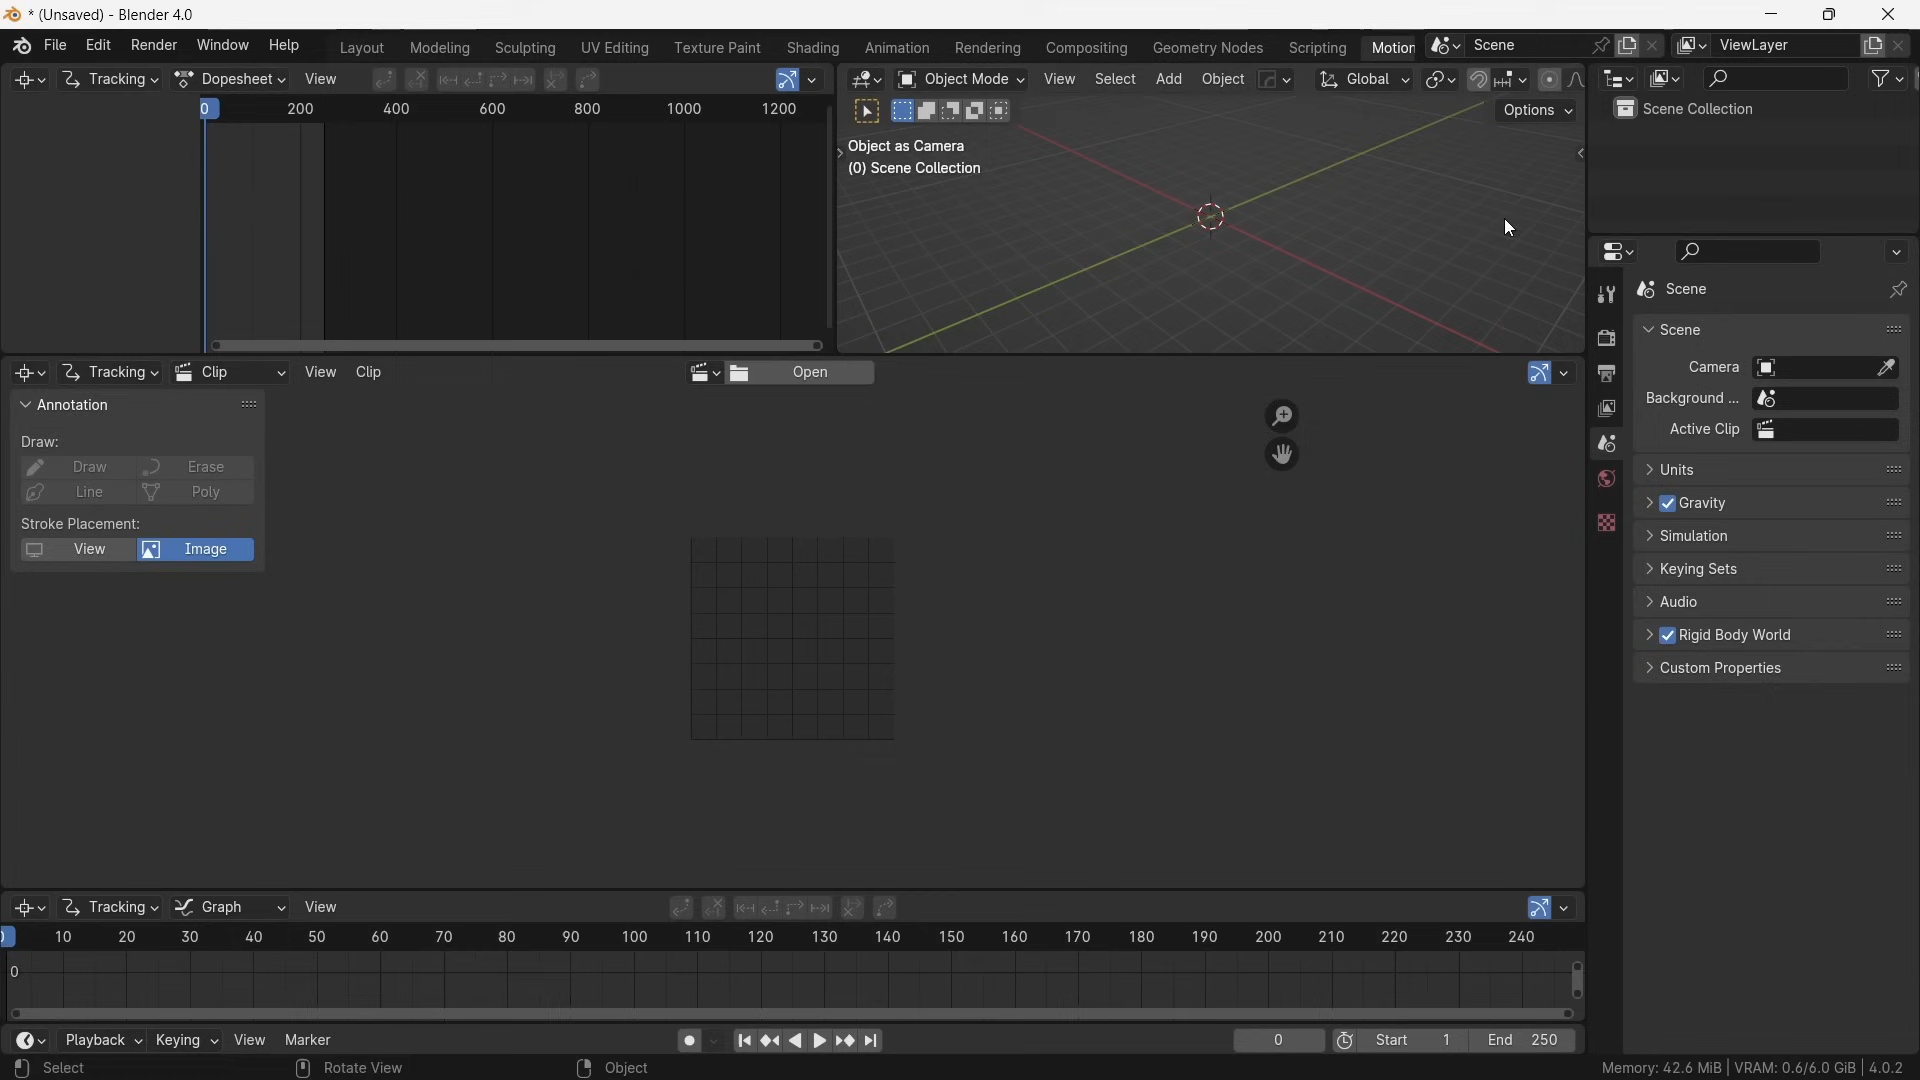 * (Unsaved) - Blender 4.0
File Edit Render Window Help Layout Modeling Sculpting UV Editing Texture Paint Shading Animation Rendering Compositing Geometry Nodes Scripting Motion Scene ViewLayer
Tracking Dopesheet View
0 200 400 600 800 1000 1200
Object Mode View Select Add Object Global
Options
Object as Camera
(0) Scene Collection
Scene Collection
Scene
Scene
Camera
Background ...
Active Clip
Units
Gravity
Simulation
Keying Sets
Audio
Rigid Body World
Custom Properties
Tracking Clip View Clip Open
Annotation
Draw:
Draw Erase
Line Poly
Stroke Placement:
View Image
Tracking Graph View
0 10 20 30 40 50 60 70 80 90 100 110 120 130 140 150 160 170 180 190 200 210 220 230 240
0
Playback Keying View Marker 0 Start 1 End 250
Select Rotate View Object Memory: 42.6 MiB | VRAM: 0.6/6.0 GiB | 4.0.2